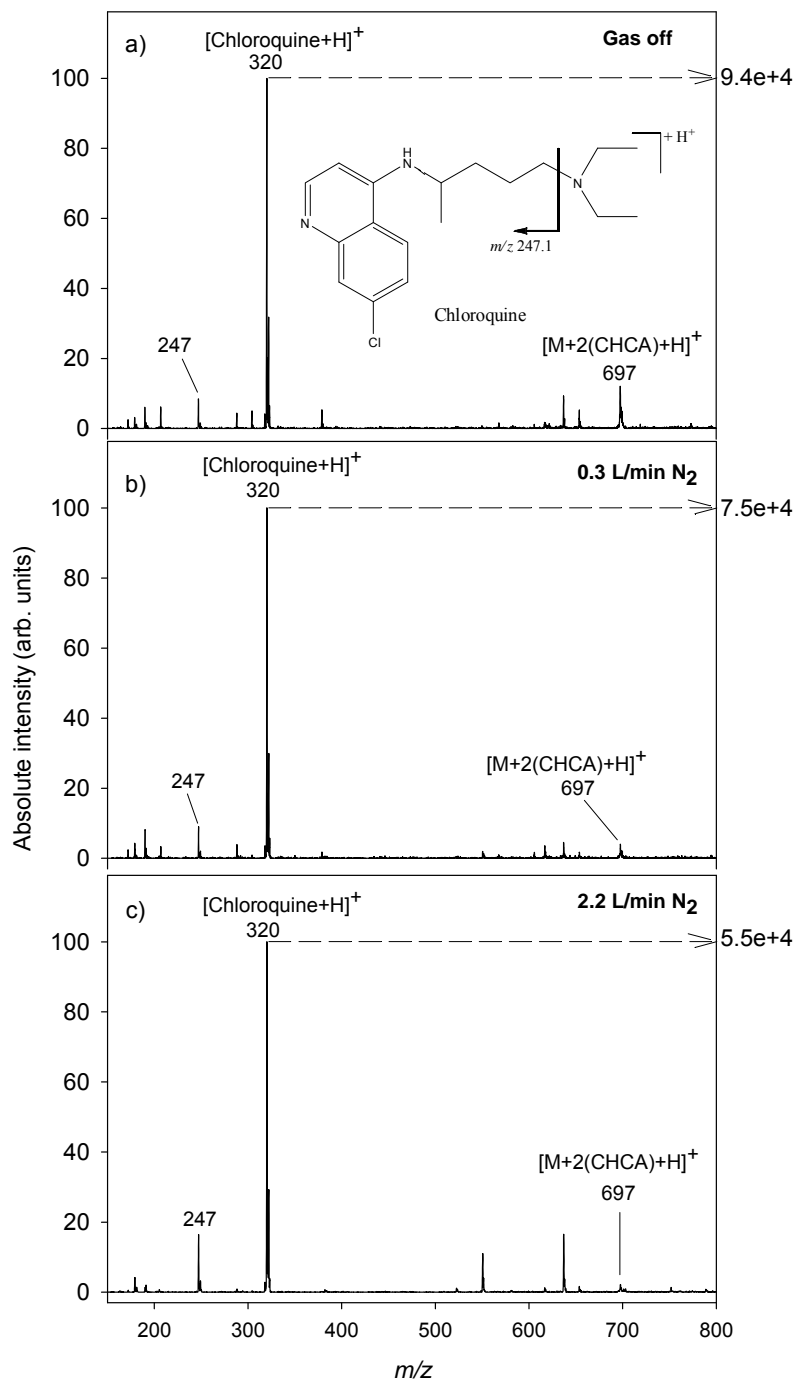 a)
[Chloroquine+H]+
Gas off
320
100
9.4e+4
H
N
+ H+
80
N
60
N
m/z 247.1
40
Chloroquine
Cl
247
[M+2(CHCA)+H]+
697
20
0
b)
[Chloroquine+H]+
0.3 L/min N2
320
100
7.5e+4
80
60
40
[M+2(CHCA)+H]+
247
697
20
0
Absolute intensity (arb. units)
c)
[Chloroquine+H]+
2.2 L/min N2
320
100
5.5e+4
80
60
40
[M+2(CHCA)+H]+
697
247
20
0
200 300 400 500 600 700 800
m/z